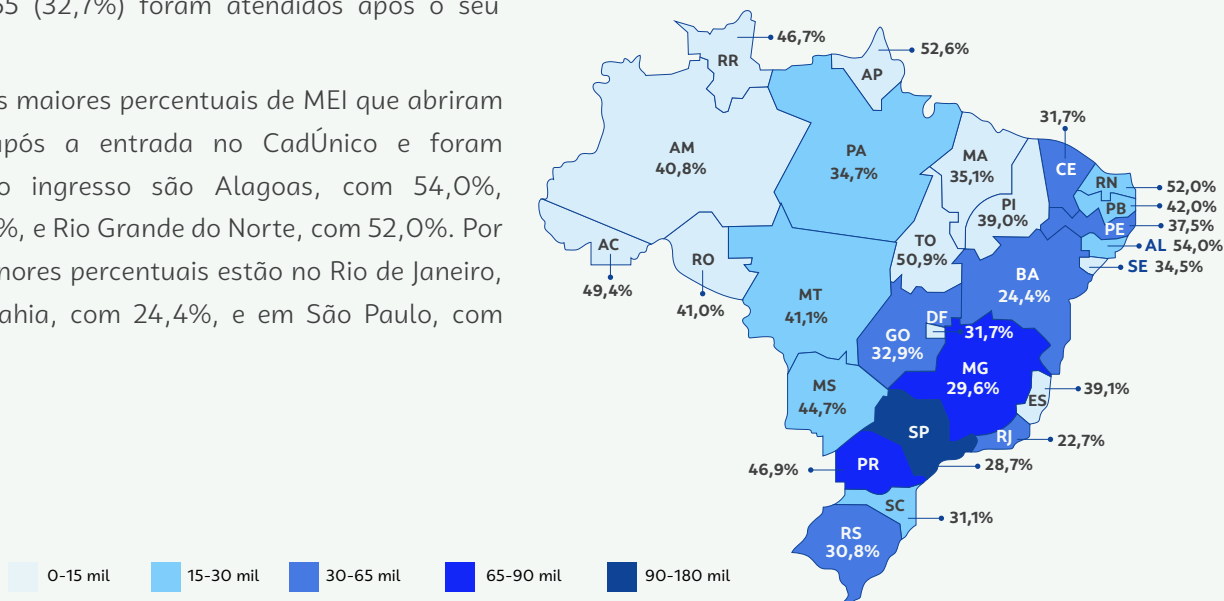 65 (32,7%) foram atendidos após o seu
s maiores percentuais de MEI que abriram
após a entrada no CadÚnico e foram
o ingresso são Alagoas, com 54,0%,
%, e Rio Grande do Norte, com 52,0%. Por
nores percentuais estão no Rio de Janeiro,
ahia, com 24,4%, e em São Paulo, com
RR 46,7%
AP 52,6%
AM 40,8%
PA 34,7%
MA 35,1%
31,7% CE
RN 52,0%
PB 42,0%
PI 39,0%
PE 37,5%
AL 54,0%
SE 34,5%
AC 49,4%
RO 41,0%
TO 50,9%
BA 24,4%
MT 41,1%
DF 31,7%
GO 32,9%
MG 29,6%
MS 44,7%
ES 39,1%
SP 28,7%
RJ 22,7%
46,9% PR
SC 31,1%
RS 30,8%
0-15 mil 15-30 mil 30-65 mil 65-90 mil 90-180 mil